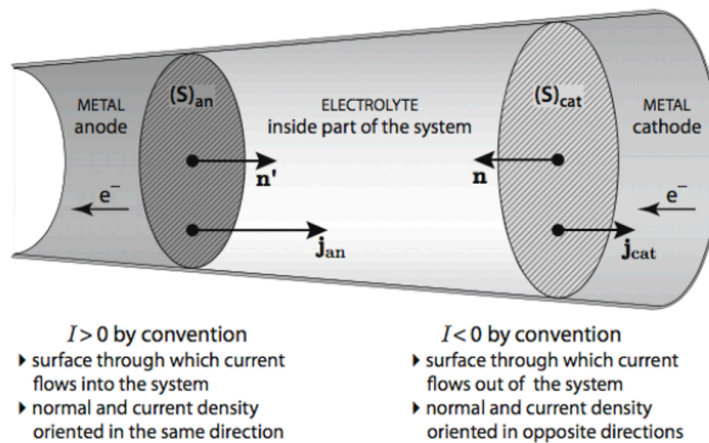 METAL
anode
(S)an
ELECTROLYTE
inside part of the system
(S)cat
METAL
cathode
n'
n
e⁻
e⁻
jan
jcat
I > 0 by convention
▸ surface through which current
flows into the system
▸ normal and current density
oriented in the same direction
I < 0 by convention
▸ surface through which current
flows out of the system
▸ normal and current density
oriented in opposite directions